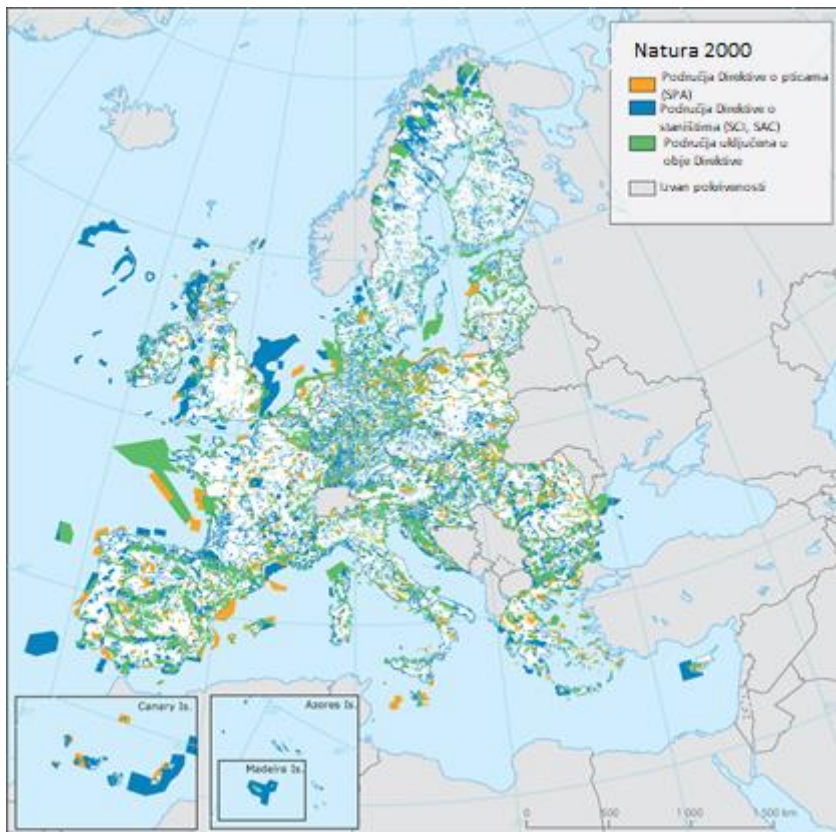 Natura 2000
Područja Direktive o pticama
(SPA)
Područja Direktive o
staništima (SCI, SAC)
Područja uključena u
obje Direktive
Izvan pokrivenosti
Canary Is.
Azores Is.
Madeira Is.
0 500 1 000 1 500 km